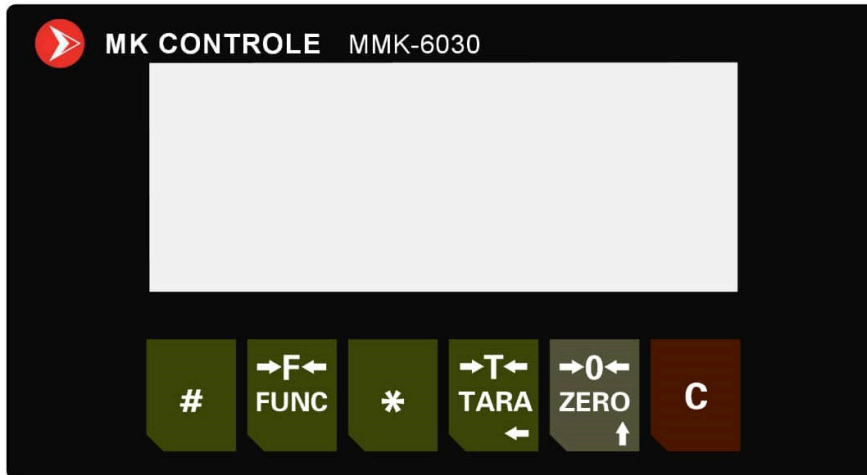 MK CONTROLE MMK-6030
# →F← FUNC * →T← TARA ← →0← ZERO ↑ C